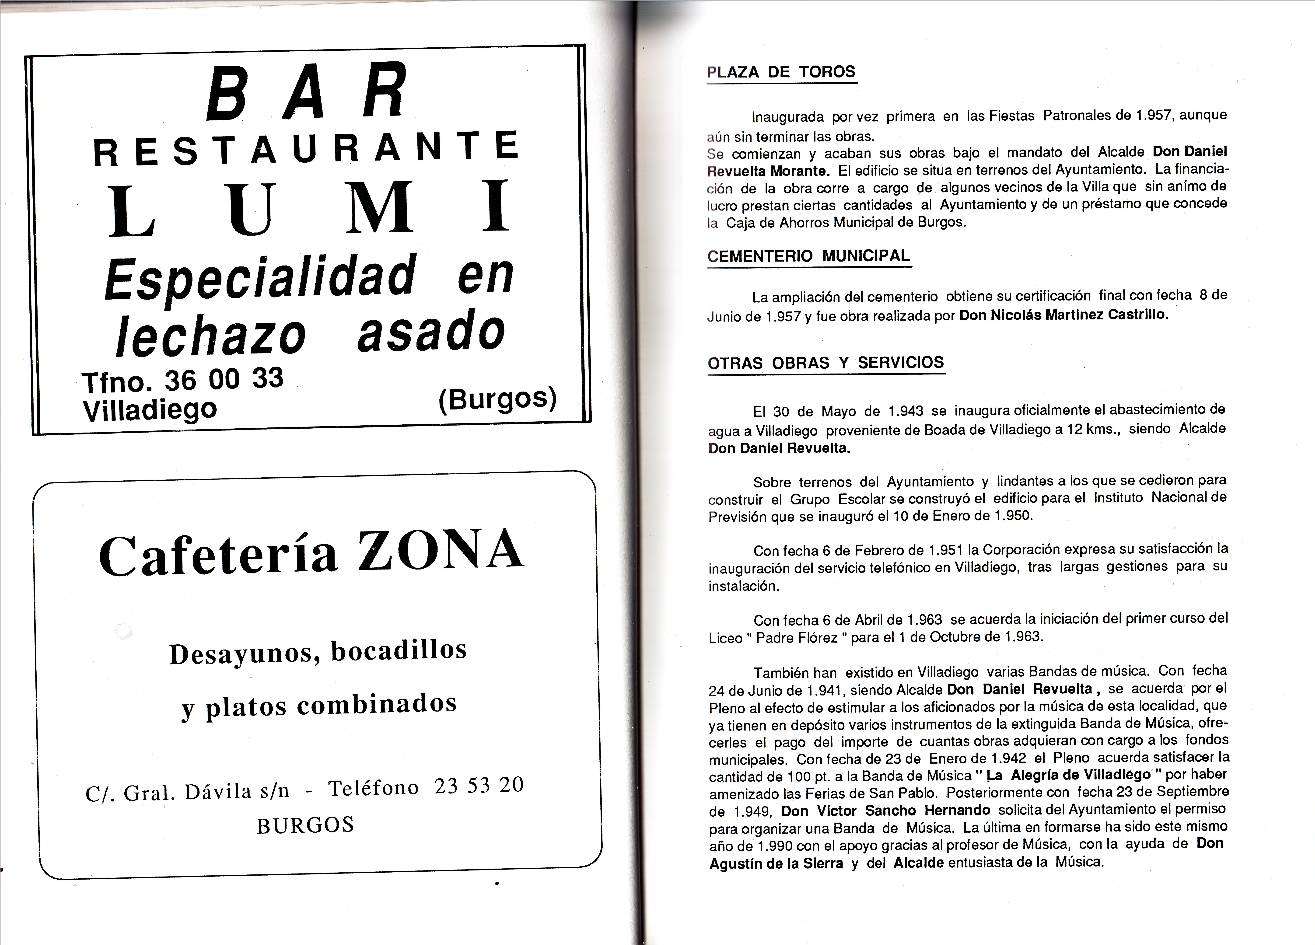 BAR
RESTAURANTE
LUMI
Especialidad en
lechazo asado
Tfno. 36 00 33
Villadiego (Burgos)
Cafetería ZONA
Desayunos, bocadillos
y platos combinados
C/. Gral. Dávila s/n - Teléfono 23 53 20
BURGOS
PLAZA DE TOROS
Inaugurada por vez primera en las Fiestas Patronales de 1.957, aunque
aún sin terminar las obras.
Se comienzan y acaban sus obras bajo el mandato del Alcalde Don Daniel
Revuelta Morante. El edificio se situa en terrenos del Ayuntamiento. La financia-
ción de la obra corre a cargo de algunos vecinos de la Villa que sin anímo de
lucro prestan ciertas cantidades al Ayuntamiento y de un préstamo que concede
la Caja de Ahorros Municipal de Burgos.
CEMENTERIO MUNICIPAL
La ampliación del cementerio obtiene su certificación final con fecha 8 de
Junio de 1.957 y fue obra realizada por Don Nicolás Martinez Castrillo.
OTRAS OBRAS Y SERVICIOS
El 30 de Mayo de 1.943 se inaugura oficialmente el abastecimiento de
agua a Villadiego proveniente de Boada de Villadiego a 12 kms., siendo Alcalde
Don Daniel Revuelta.
Sobre terrenos del Ayuntamiento y lindantes a los que se cedieron para
construir el Grupo Escolar se construyó el edificio para el Instituto Nacional de
Previsión que se inauguró el 10 de Enero de 1.950.
Con fecha 6 de Febrero de 1.951 la Corporación expresa su satisfacción la
inauguración del servicio telefónico en Villadiego, tras largas gestiones para su
instalación.
Con fecha 6 de Abril de 1.963 se acuerda la iniciación del primer curso del
Liceo " Padre Flórez " para el 1 de Octubre de 1.963.
También han existido en Villadiego varias Bandas de música. Con fecha
24 de Junio de 1.941, siendo Alcalde Don Daniel Revuelta , se acuerda por el
Pleno al efecto de estimular a los aficionados por la música de esta localidad, que
ya tienen en depósito varios instrumentos de la extinguida Banda de Música, ofre-
cerles el pago del importe de cuantas obras adquieran con cargo a los fondos
municipales. Con fecha de 23 de Enero de 1.942 el Pleno acuerda satisfacer la
cantidad de 100 pt. a la Banda de Música " La Alegría de Villadiego " por haber
amenizado las Ferias de San Pablo. Posteriormente con fecha 23 de Septiembre
de 1.949, Don Victor Sancho Hernando solicita del Ayuntamiento el permiso
para organizar una Banda de Música. La última en formarse ha sido este mismo
año de 1.990 con el apoyo gracias al profesor de Música, con la ayuda de Don
Agustín de la Sierra y del Alcalde entusiasta de la Música.